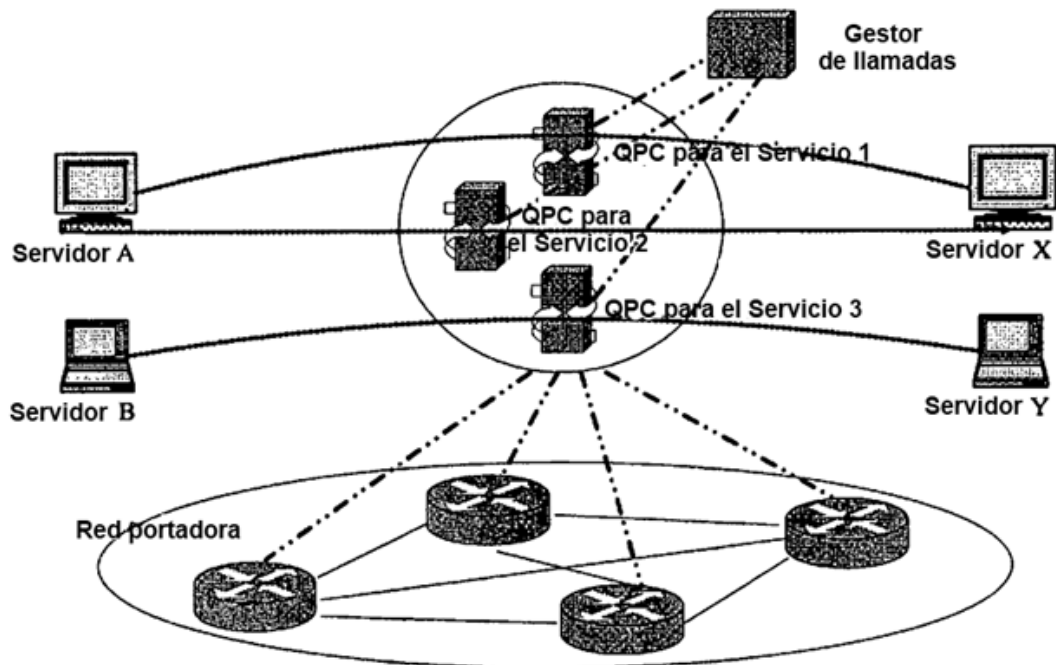 Gestor
de llamadas
QPC para el Servicio 1
QPC para
el Servicio 2
Servidor A
Servidor X
QPC para el Servicio 3
Servidor B
Servidor Y
Red portadora